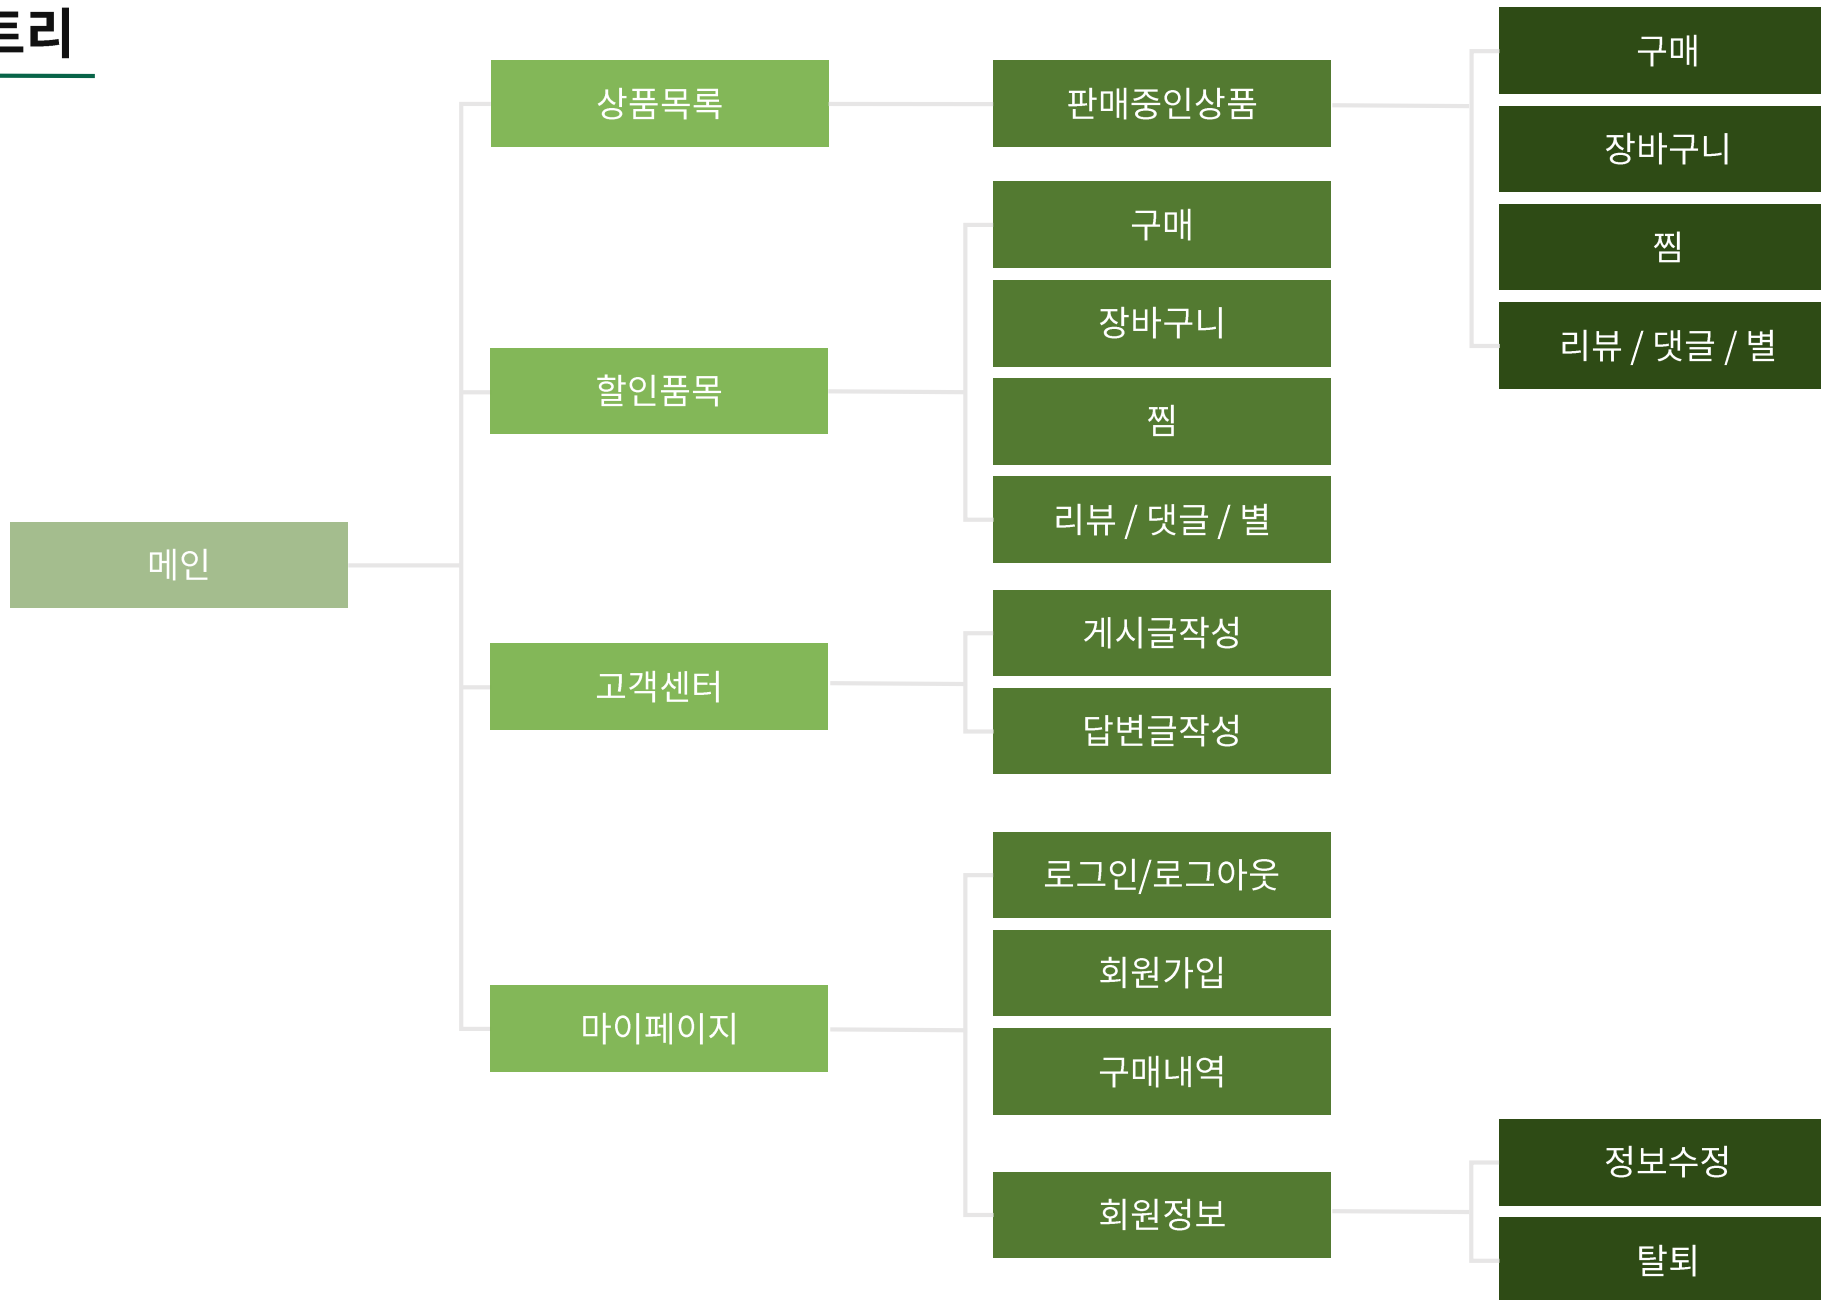 트리
메인
상품목록
할인품목
고객센터
마이페이지
판매중인상품
구매
장바구니
찜
리뷰 / 댓글 / 별
게시글작성
답변글작성
로그인/로그아웃
회원가입
구매내역
회원정보
구매
장바구니
찜
리뷰 / 댓글 / 별
정보수정
탈퇴